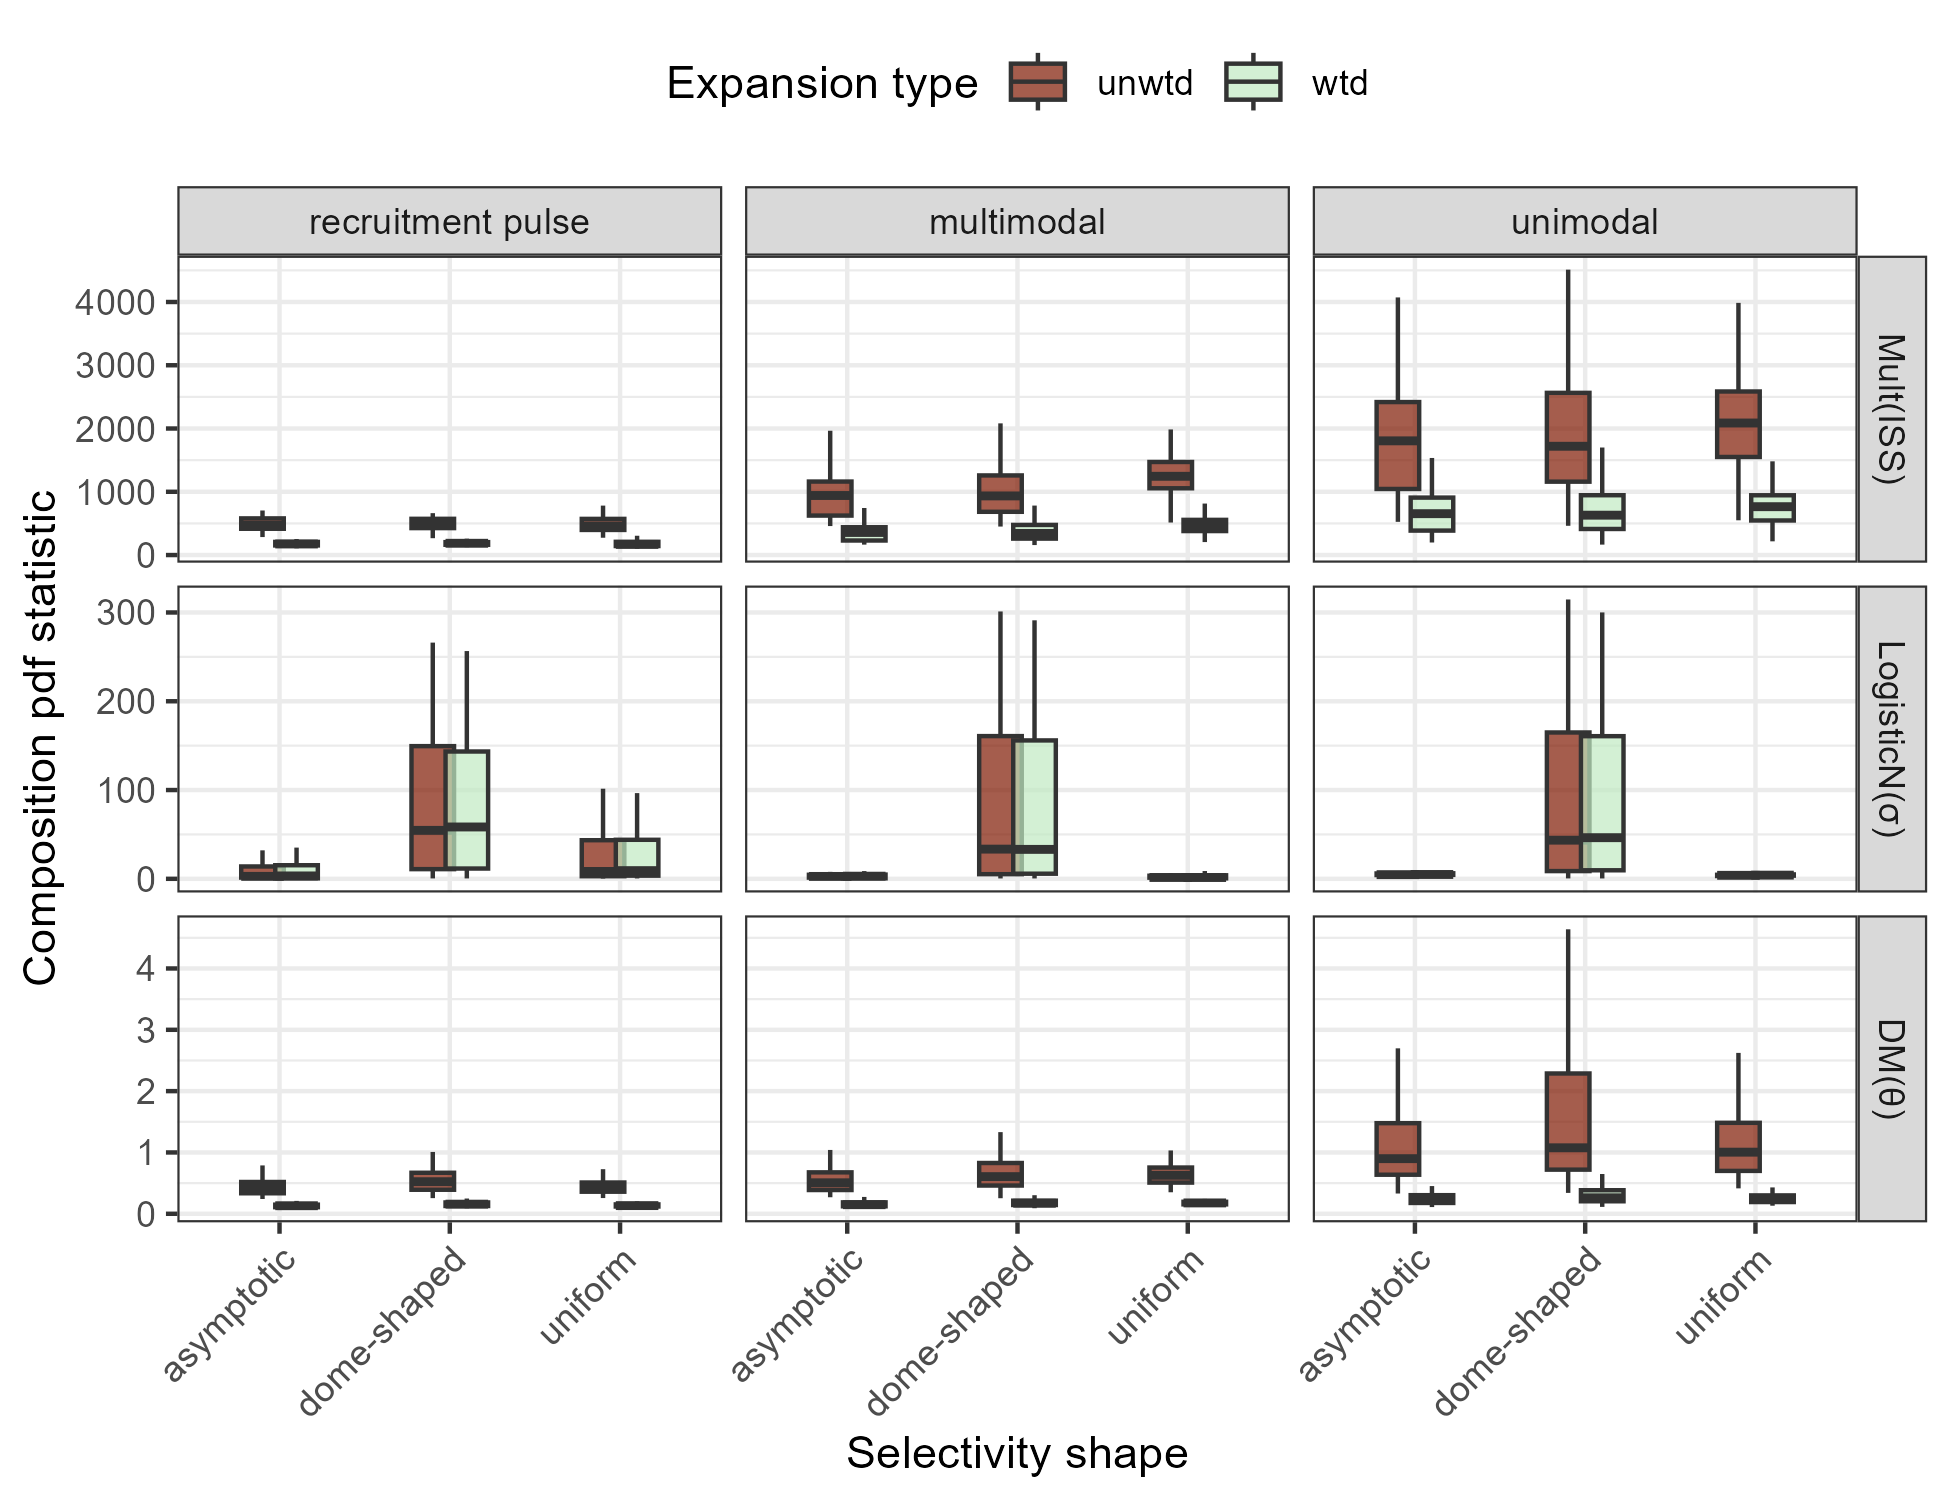 Expansion type unwtd wtd
recruitment pulse multimodal unimodal
4000
3000
2000
1000
0
Mult(ISS)
300
200
100
0
LogisticN(σ)
4
3
2
1
0
DM(θ)
Composition pdf statistic
asymptotic dome-shaped uniform asymptotic dome-shaped uniform asymptotic dome-shaped uniform
Selectivity shape